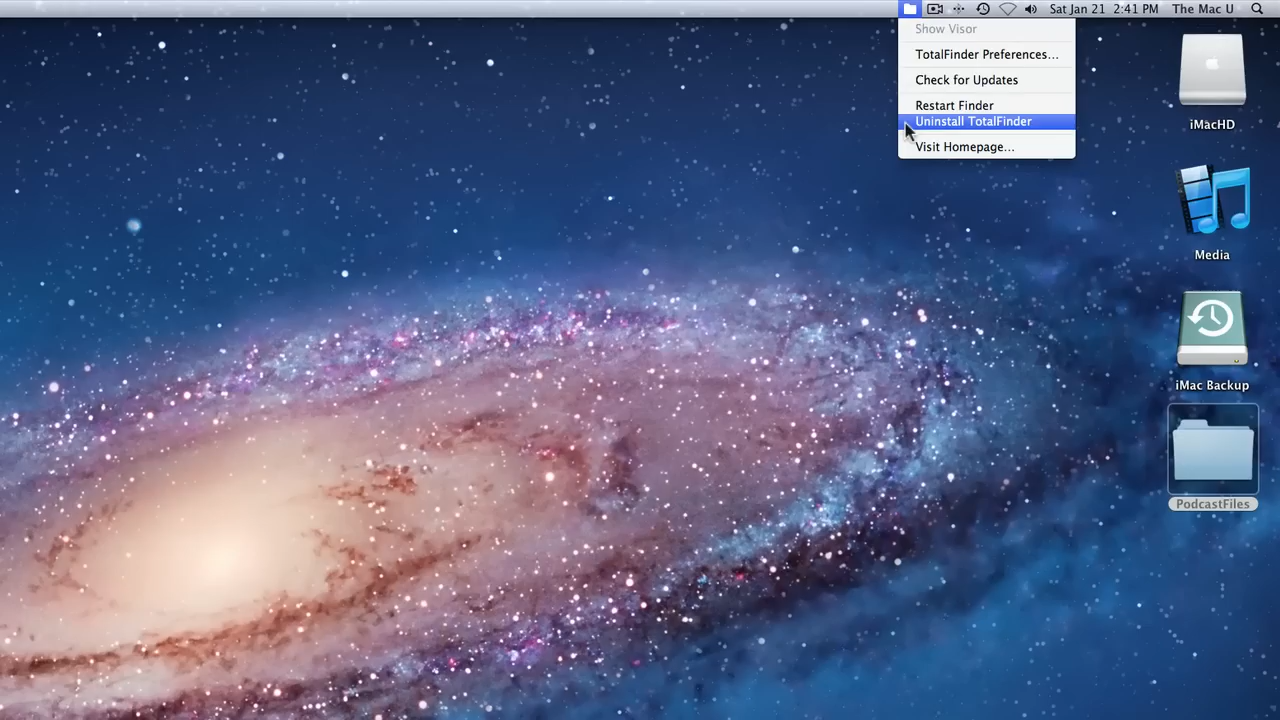 Sat Jan 21 2:41 PM The Mac U
Show Visor
TotalFinder Preferences...
Check for Updates
Restart Finder
Uninstall TotalFinder
Visit Homepage...
iMacHD
Media
iMac Backup
PodcastFiles